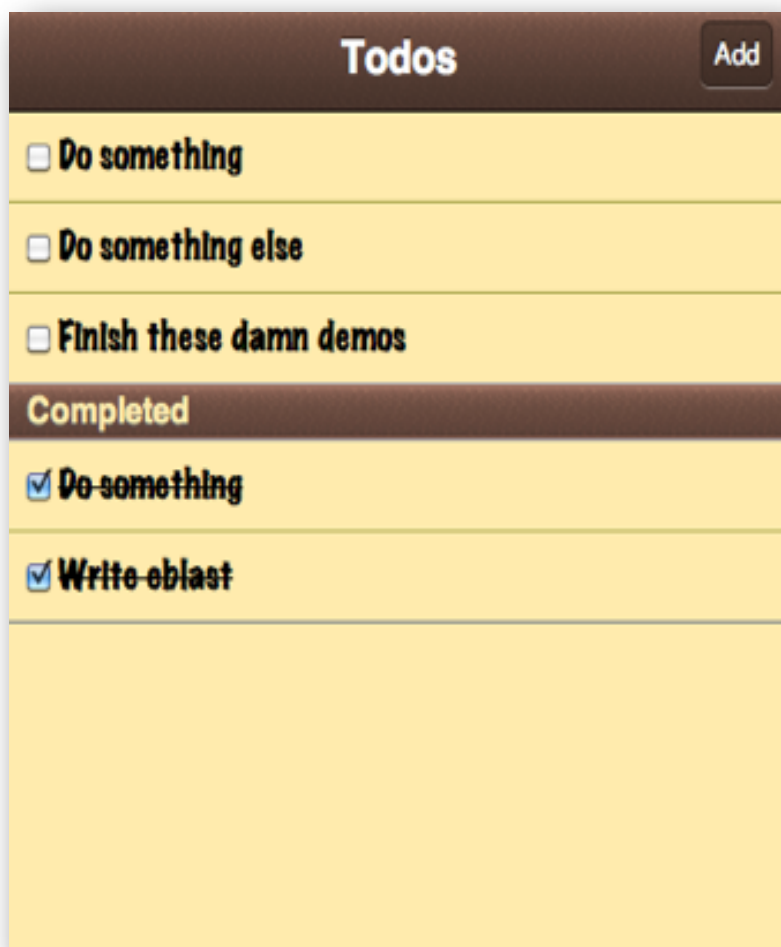 Todos
Add
Do something
Do something else
Finish these damn demos
Completed
Do something
Write eblast